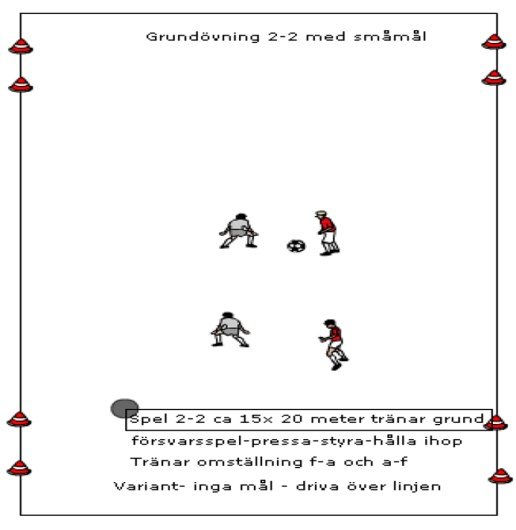 Grundövning 2-2 med småmål
Spel 2-2 ca 15x 20 meter tränar grund
försvarsspel-pressa-styra-hålla ihop
Tränar omställning f-a och a-f
Variant- inga mål - driva över linjen